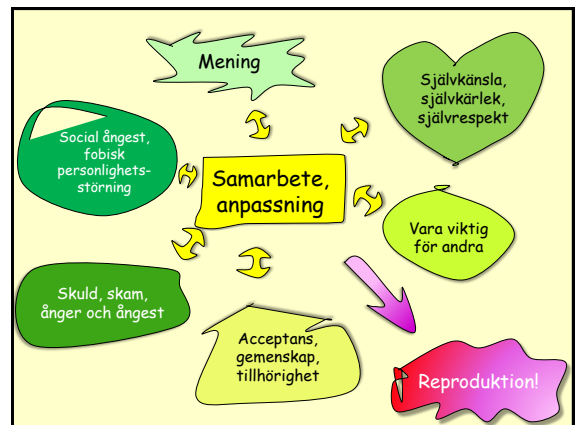 Mening
Självkänsla,
självkärlek,
självrespekt
Social ångest,
fobisk
personlighets-
störning
Samarbete,
anpassning
Vara viktig
för andra
Skuld, skam,
ånger och ångest
Acceptans,
gemenskap,
tillhörighet
Reproduktion!